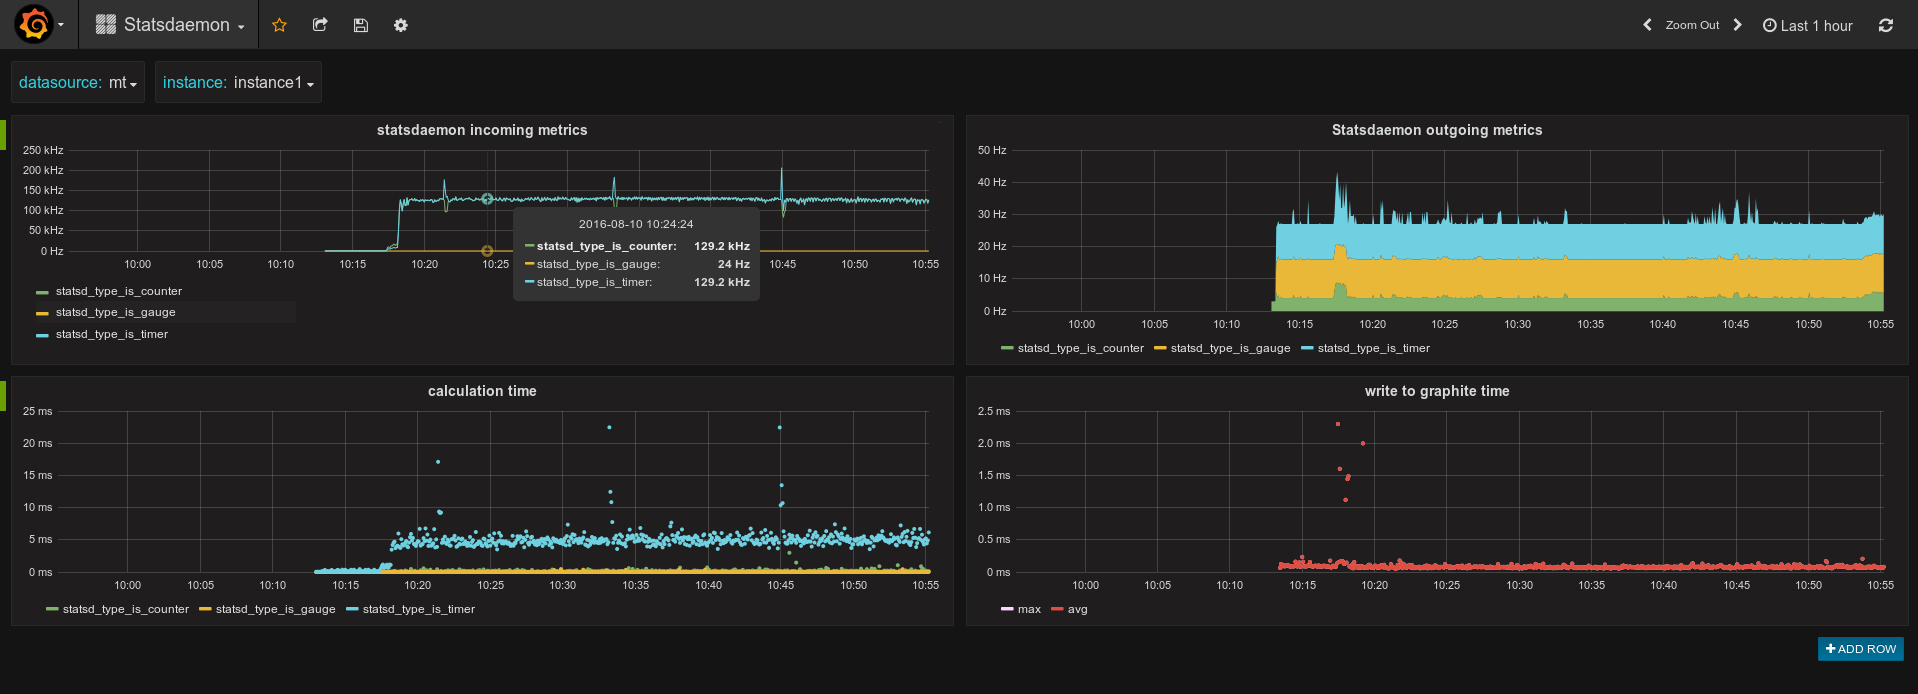 Statsdaemon
Zoom Out
Last 1 hour
datasource: mt
instance: instance1
statsdaemon incoming metrics
250 kHz
200 kHz
150 kHz
100 kHz
50 kHz
0 Hz
10:00 10:05 10:10 10:15 10:20 10:25 10:45 10:50 10:55
2016-08-10 10:24:24
statsd_type_is_counter: 129.2 kHz
statsd_type_is_gauge: 24 Hz
statsd_type_is_timer: 129.2 kHz
statsd_type_is_counter
statsd_type_is_gauge
statsd_type_is_timer
Statsdaemon outgoing metrics
50 Hz
40 Hz
30 Hz
20 Hz
10 Hz
0 Hz
10:00 10:05 10:10 10:15 10:20 10:25 10:30 10:35 10:40 10:45 10:50 10:55
statsd_type_is_counter statsd_type_is_gauge statsd_type_is_timer
calculation time
25 ms
20 ms
15 ms
10 ms
5 ms
0 ms
10:00 10:05 10:10 10:15 10:20 10:25 10:30 10:35 10:40 10:45 10:50 10:55
statsd_type_is_counter statsd_type_is_gauge statsd_type_is_timer
write to graphite time
2.5 ms
2.0 ms
1.5 ms
1.0 ms
0.5 ms
0 ms
10:00 10:05 10:10 10:15 10:20 10:25 10:30 10:35 10:40 10:45 10:50 10:55
max avg
ADD ROW